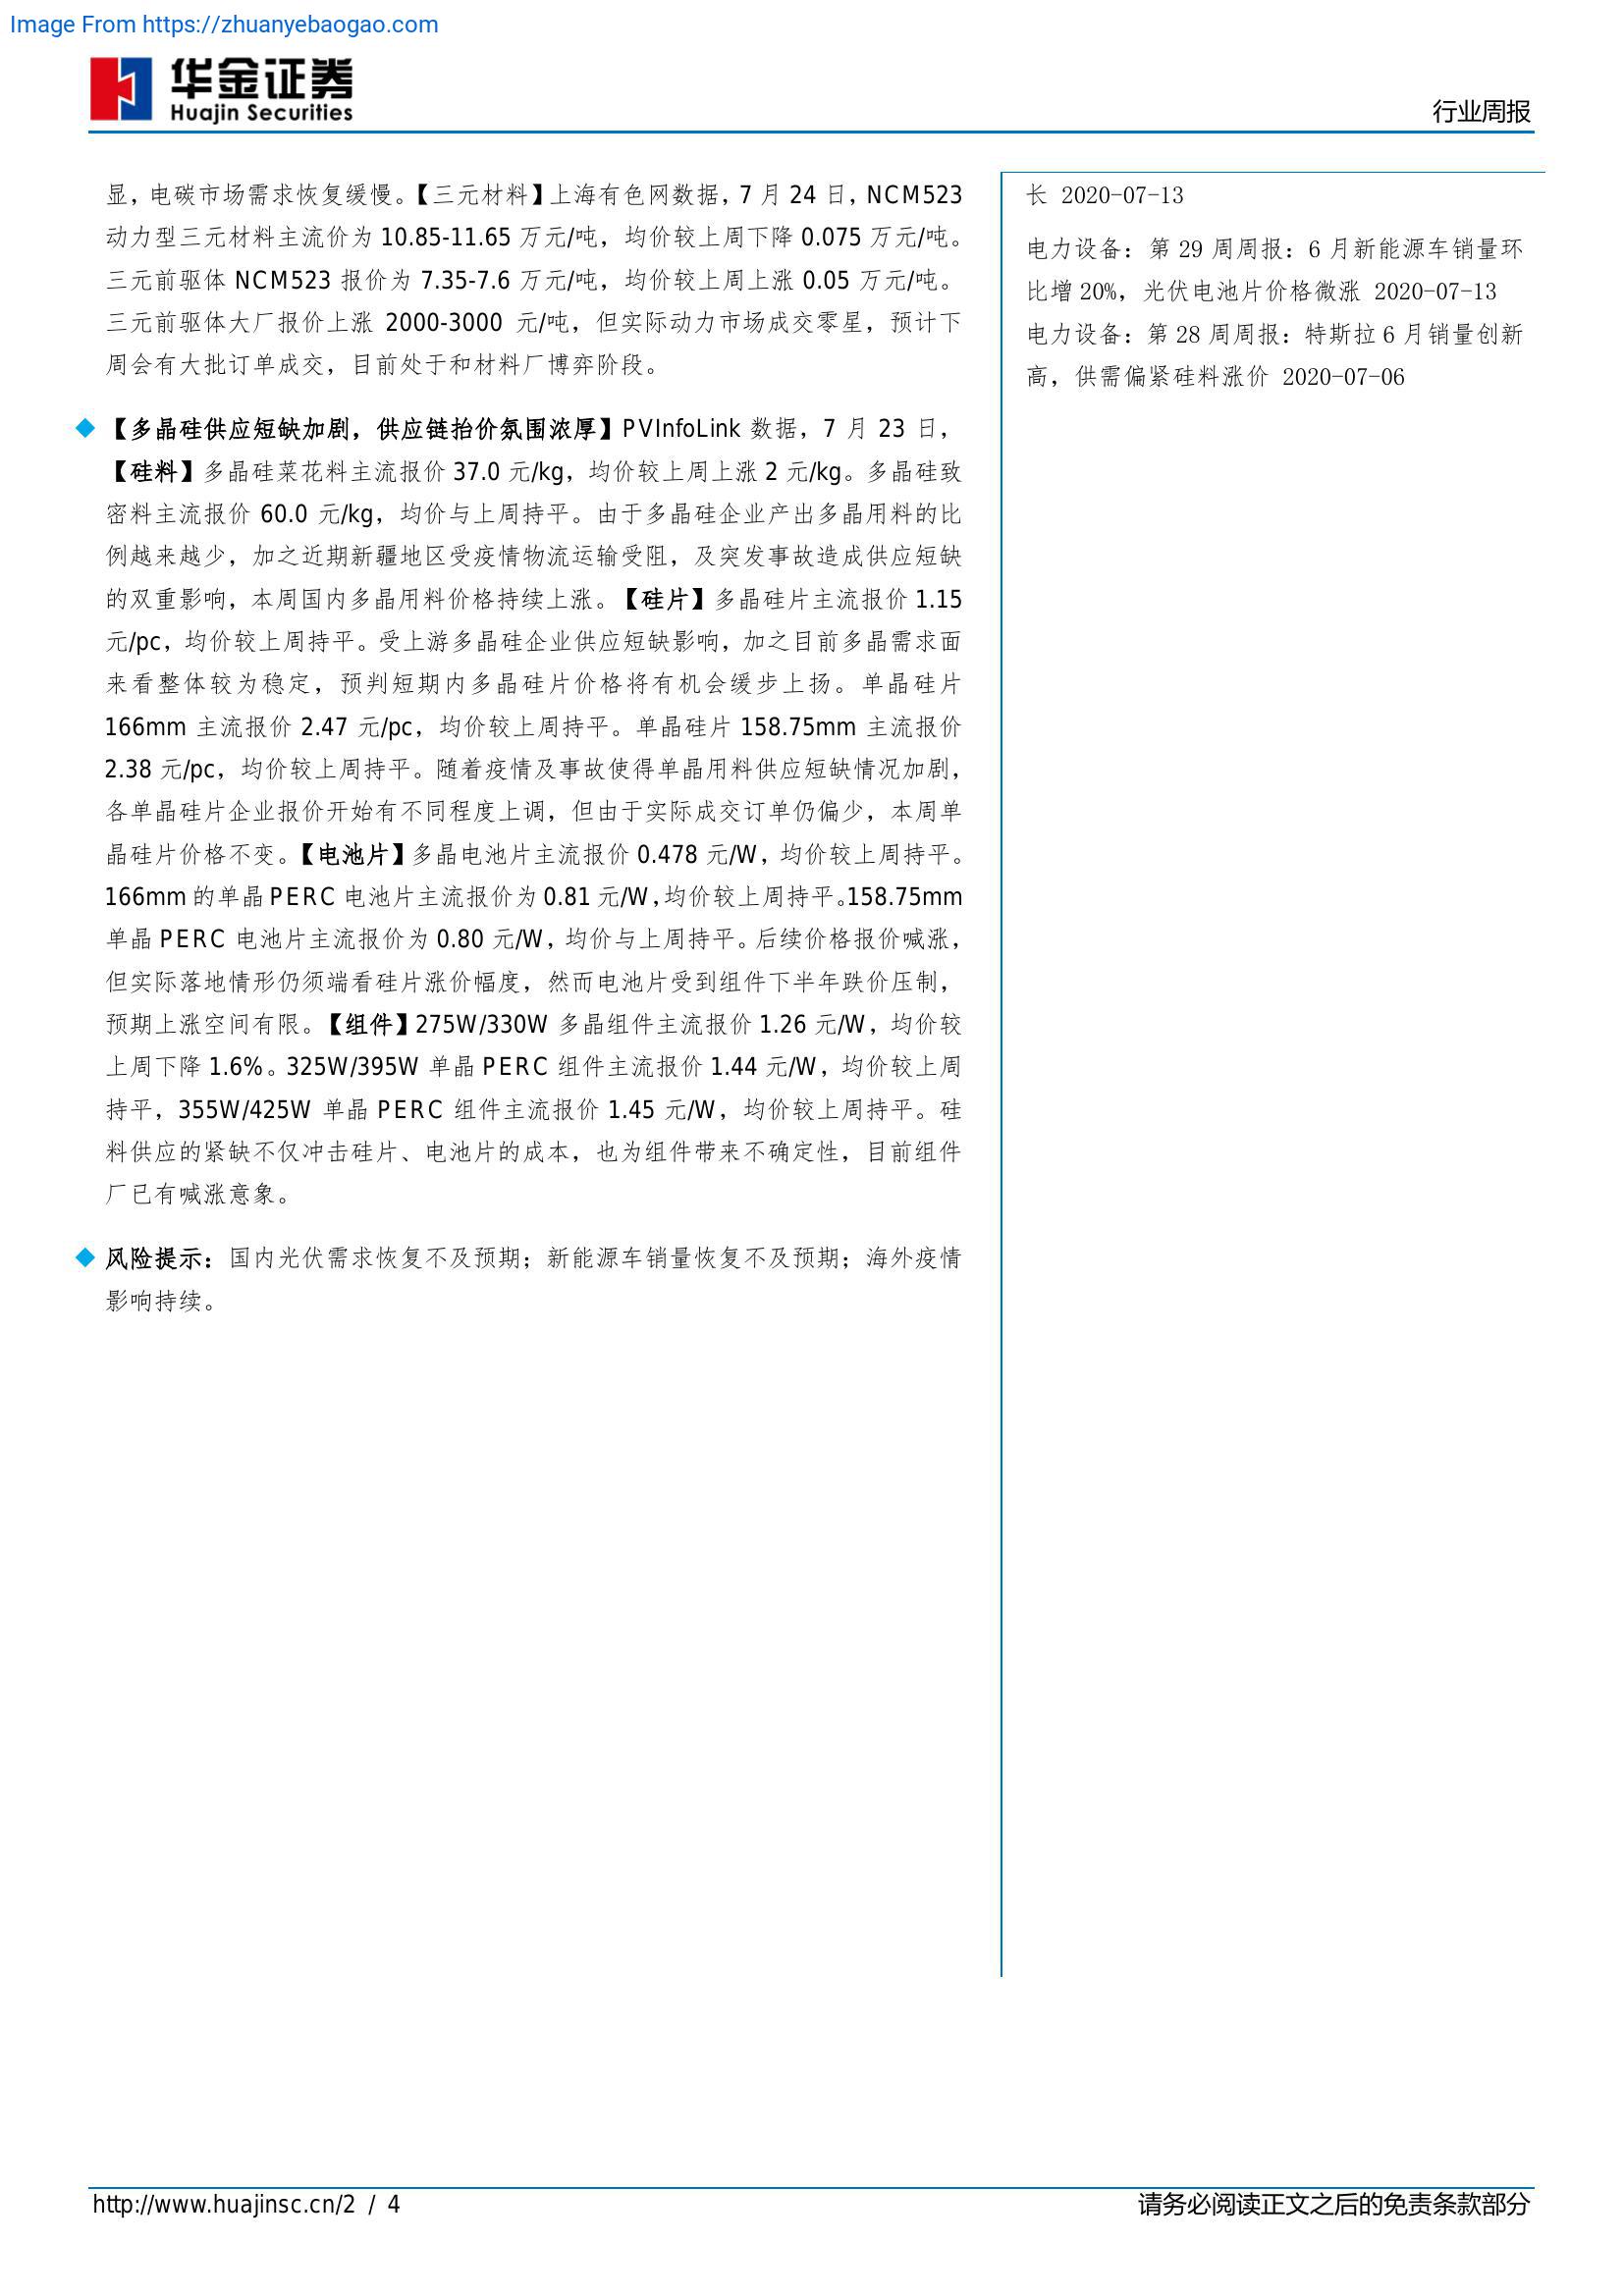 Image From https://zhuanyebaogao.com
华金证券
Huajin Securities
行业周报
显，电碳市场需求恢复缓慢。【三元材料】上海有色网数据，7 月 24 日，NCM523
动力型三元材料主流价为 10.85-11.65 万元/吨，均价较上周下降 0.075 万元/吨。
三元前驱体 NCM523 报价为 7.35-7.6 万元/吨，均价较上周上涨 0.05 万元/吨。
三元前驱体大厂报价上涨 2000-3000 元/吨，但实际动力市场成交零星，预计下
周会有大批订单成交，目前处于和材料厂博弈阶段。
◆【多晶硅供应短缺加剧，供应链抬价氛围浓厚】PVInfoLink 数据，7 月 23 日，
【硅料】多晶硅菜花料主流报价 37.0 元/kg，均价较上周上涨 2 元/kg。多晶硅致
密料主流报价 60.0 元/kg，均价与上周持平。由于多晶硅企业产出多晶用料的比
例越来越少，加之近期新疆地区受疫情物流运输受阻，及突发事故造成供应短缺
的双重影响，本周国内多晶用料价格持续上涨。【硅片】多晶硅片主流报价 1.15
元/pc，均价较上周持平。受上游多晶硅企业供应短缺影响，加之目前多晶需求面
来看整体较为稳定，预判短期内多晶硅片价格将有机会缓步上扬。单晶硅片
166mm 主流报价 2.47 元/pc，均价较上周持平。单晶硅片 158.75mm 主流报价
2.38 元/pc，均价较上周持平。随着疫情及事故使得单晶用料供应短缺情况加剧，
各单晶硅片企业报价开始有不同程度上调，但由于实际成交订单仍偏少，本周单
晶硅片价格不变。【电池片】多晶电池片主流报价 0.478 元/W，均价较上周持平。
166mm 的单晶 PERC 电池片主流报价为 0.81 元/W，均价较上周持平。158.75mm
单晶 PERC 电池片主流报价为 0.80 元/W，均价与上周持平。后续价格报价喊涨，
但实际落地情形仍须端看硅片涨价幅度，然而电池片受到组件下半年跌价压制，
预期上涨空间有限。【组件】275W/330W 多晶组件主流报价 1.26 元/W，均价较
上周下降 1.6%。325W/395W 单晶 PERC 组件主流报价 1.44 元/W，均价较上周
持平，355W/425W 单晶 PERC 组件主流报价 1.45 元/W，均价较上周持平。硅
料供应的紧缺不仅冲击硅片、电池片的成本，也为组件带来不确定性，目前组件
厂已有喊涨意象。
◆风险提示：国内光伏需求恢复不及预期；新能源车销量恢复不及预期；海外疫情
影响持续。
长 2020-07-13
电力设备：第 29 周周报：6 月新能源车销量环
比增 20%，光伏电池片价格微涨 2020-07-13
电力设备：第 28 周周报：特斯拉 6 月销量创新
高，供需偏紧硅料涨价 2020-07-06
http://www.huajinsc.cn/2 / 4
请务必阅读正文之后的免责条款部分